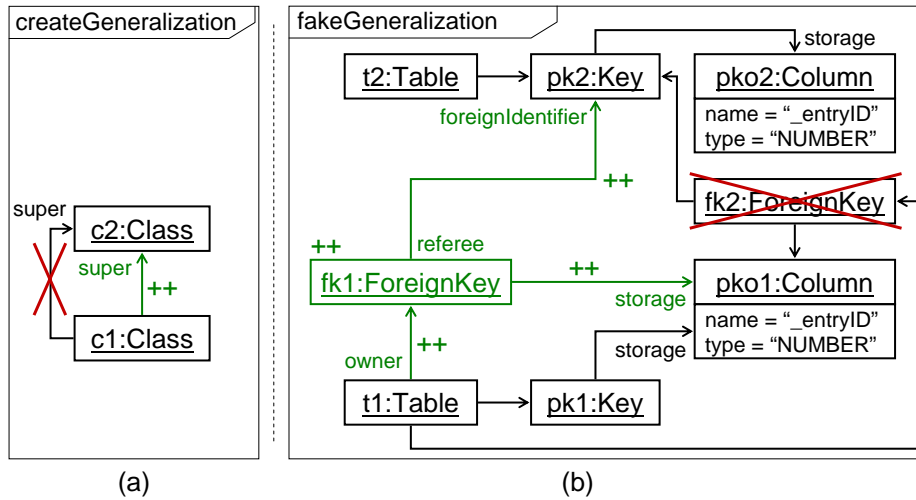 createGeneralization
super
c2:Class
super
++
c1:Class
(a)
fakeGeneralization
storage
t2:Table
pk2:Key
pko2:Column
name = “_entryID”
type = “NUMBER”
foreignIdentifier
++
fk2:ForeignKey
++
referee
fk1:ForeignKey
++
storage
pko1:Column
name = “_entryID”
type = “NUMBER”
++
owner
storage
t1:Table
pk1:Key
(b)